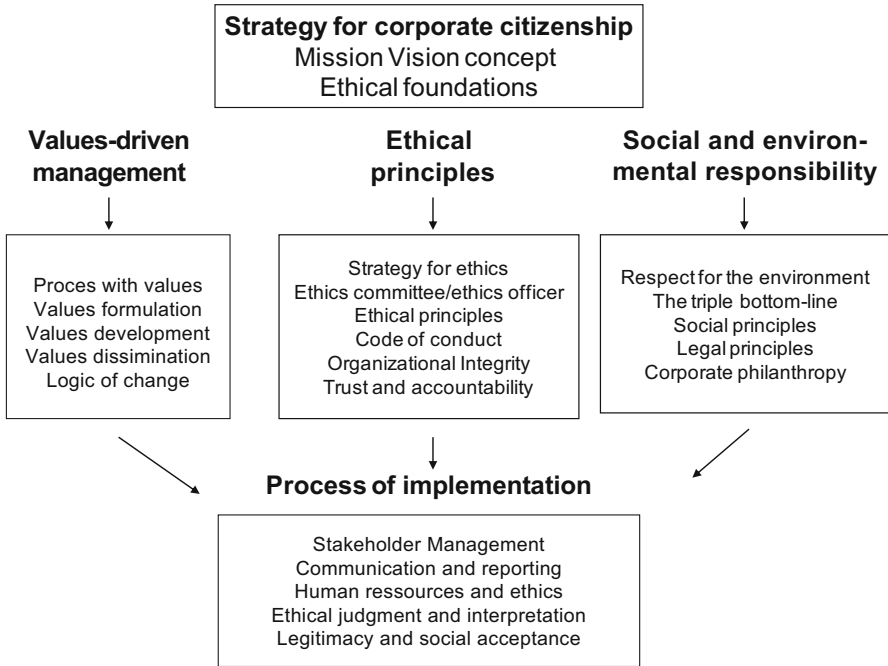 Strategy for corporate citizenship
Mission Vision concept
Ethical foundations
Values-driven
management
Ethical
principles
Social and environ-
mental responsibility
Proces with values
Values formulation
Values development
Values dissimination
Logic of change
Strategy for ethics
Ethics committee/ethics officer
Ethical principles
Code of conduct
Organizational Integrity
Trust and accountability
Respect for the environment
The triple bottom-line
Social principles
Legal principles
Corporate philanthropy
Process of implementation
Stakeholder Management
Communication and reporting
Human ressources and ethics
Ethical judgment and interpretation
Legitimacy and social acceptance